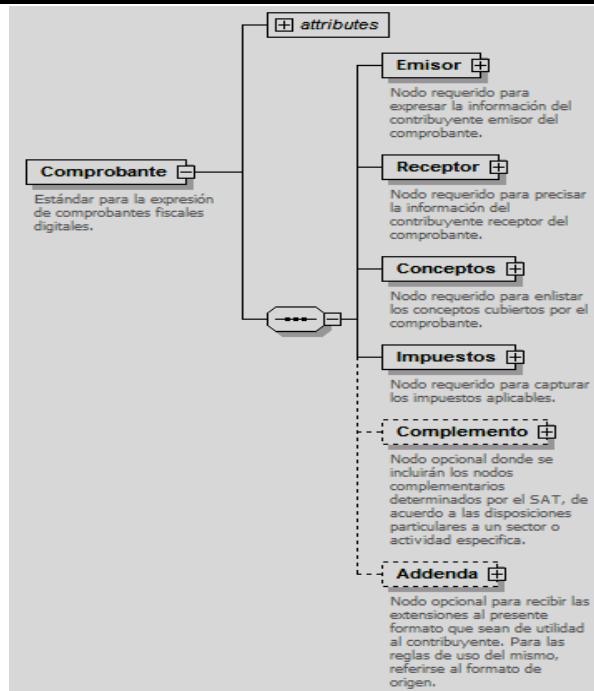 attributes
Emisor
Nodo requerido para
expresar la información del
contribuyente emisor del
comprobante.
Receptor
Nodo requerido para precisar
la información del
contribuyente receptor del
comprobante.
Comprobante
Estándar para la expresión
de comprobantes fiscales
digitales.
Conceptos
Nodo requerido para enlistar
los conceptos cubiertos por el
comprobante.
Impuestos
Nodo requerido para capturar
los impuestos aplicables.
Complemento
Nodo opcional donde se
incluirán los nodos
complementarios
determinados por el SAT, de
acuerdo a las disposiciones
particulares a un sector o
actividad especifica.
Addenda
Nodo opcional para recibir las
extensiones al presente
formato que sean de utilidad
al contribuyente. Para las
reglas de uso del mismo,
referirse al formato de
origen.